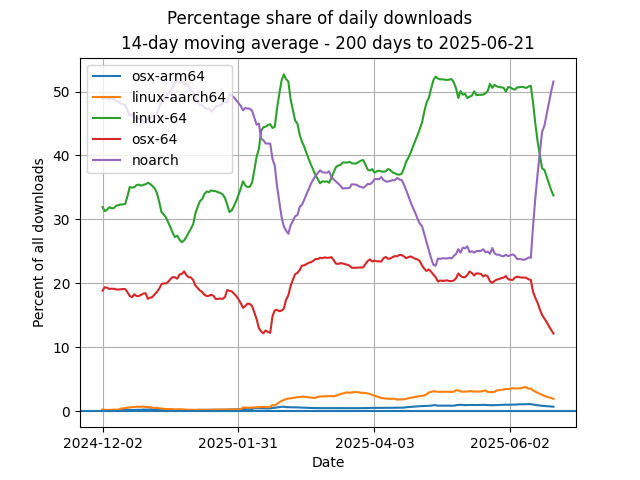 Percentage share of daily downloads
14-day moving average - 200 days to 2025-06-21
osx-arm64
linux-aarch64
linux-64
osx-64
noarch
Percent of all downloads
50
40
30
20
10
0
2024-12-02
2025-01-31
2025-04-03
2025-06-02
Date